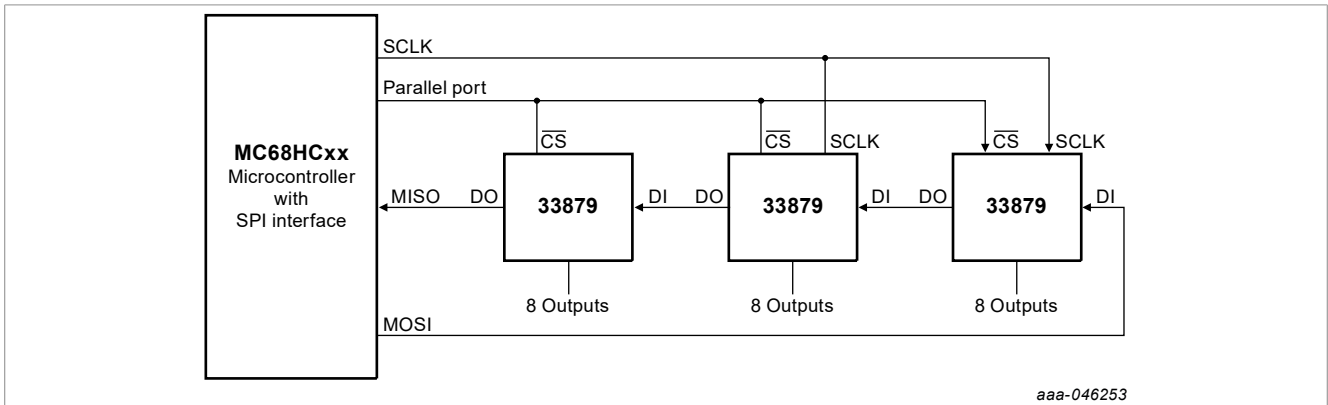 SCLK
Parallel port
CS
CS
SCLK
CS
SCLK
MC68HCxx
Microcontroller
with
SPI interface
MISO
DO
33879
DI
DO
33879
DI
DO
33879
DI
8 Outputs
8 Outputs
8 Outputs
MOSI
aaa-046253